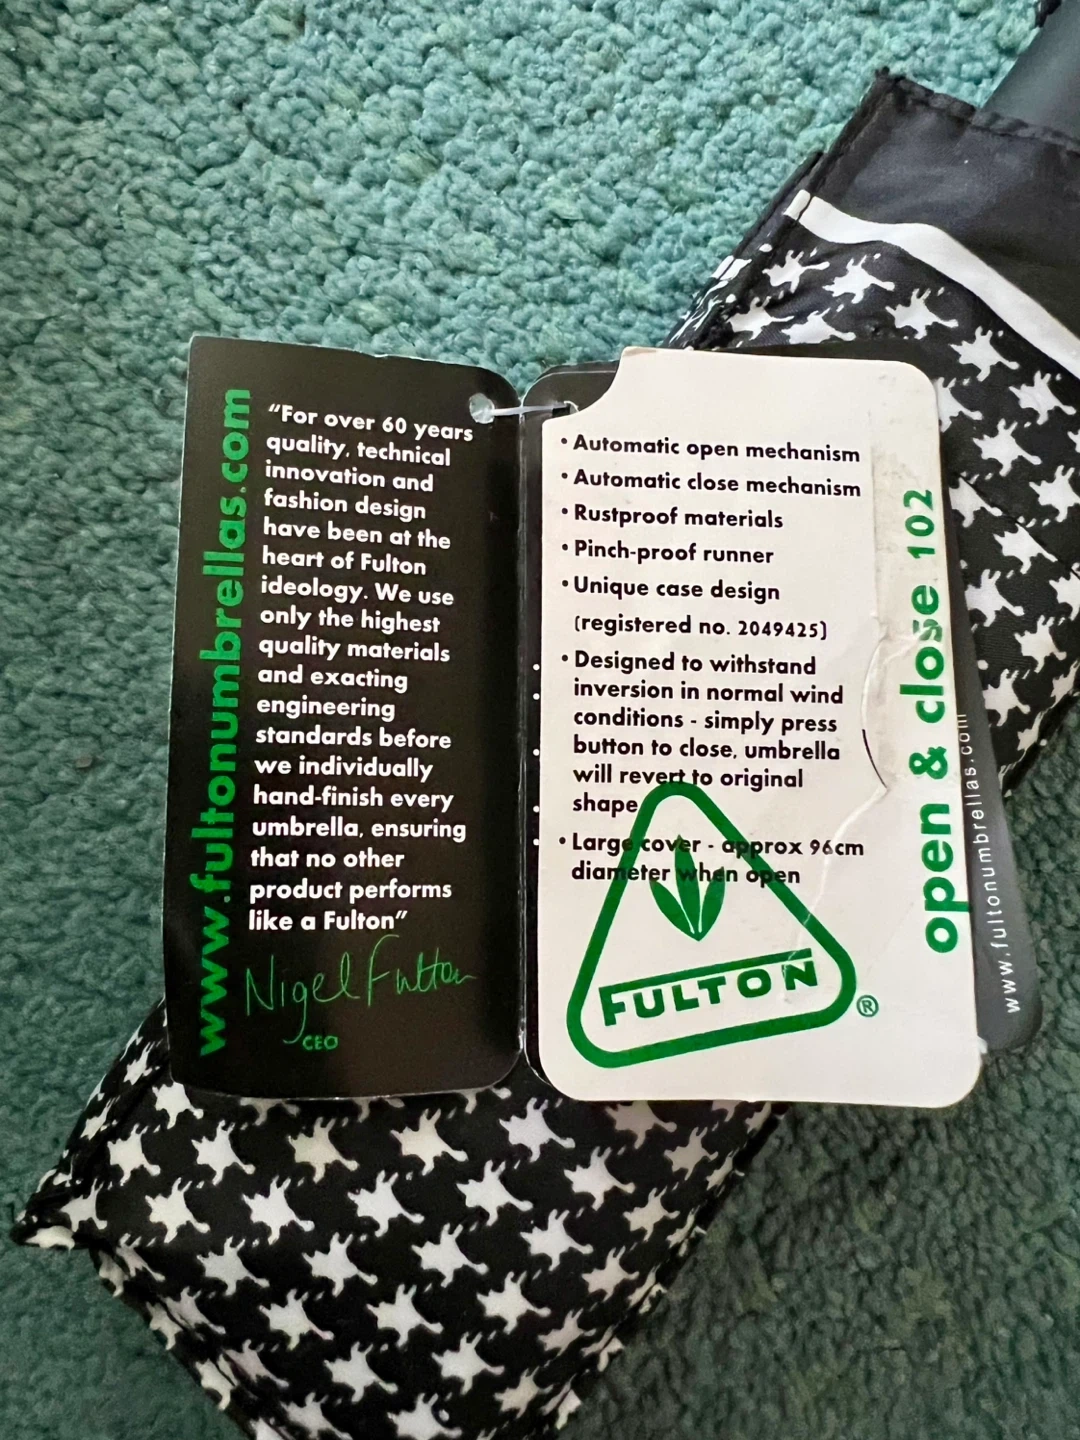 www.fultonumbrellas.com
"For over 60 years
quality, technical
innovation and
fashion design
have been at the
heart of Fulton
ideology. We use
only the highest
quality materials
and exacting
engineering
standards before
we individually
hand-finish every
umbrella, ensuring
that no other
product performs
like a Fulton"
Nigel Fulton
CEO
• Automatic open mechanism
• Automatic close mechanism
• Rustproof materials
• Pinch-proof runner
• Unique case design
(registered no. 2049425)
• Designed to withstand
inversion in normal wind
conditions - simply press
button to close, umbrella
will revert to original
shape
• Large cover - approx 96cm
diameter when open
FULTON®
open & close 102
www.fultonumbrellas.com